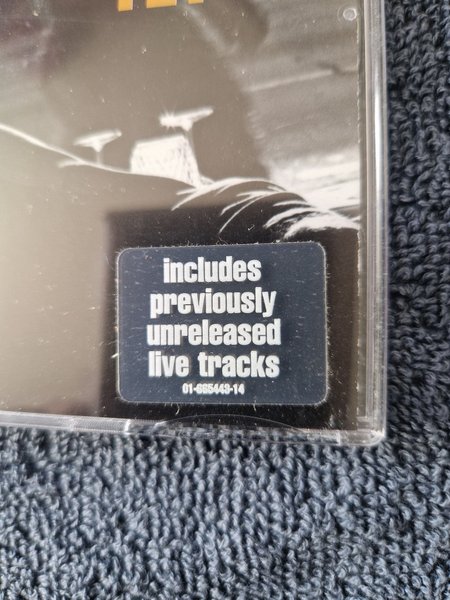 includes
previously
unreleased
live tracks
01-665443-14